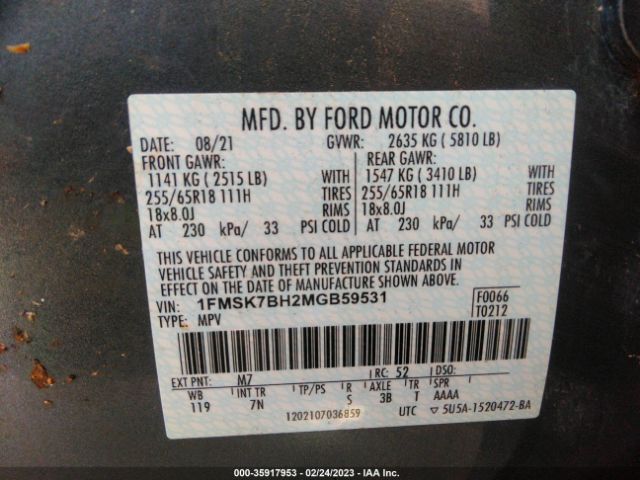 MFD. BY FORD MOTOR CO.
DATE: 08/21 GVWR: 2635 KG ( 5810 LB)
FRONT GAWR: REAR GAWR:
1141 KG ( 2515 LB) WITH 1547 KG ( 3410 LB) WITH
255/65R18 111H TIRES 255/65R18 111H TIRES
18x8.0J RIMS 18x8.0J RIMS
AT 230 kPa/ 33 PSI COLD AT 230 kPa/ 33 PSI COLD
THIS VEHICLE CONFORMS TO ALL APPLICABLE FEDERAL MOTOR
VEHICLE SAFETY AND THEFT PREVENTION STANDARDS IN
EFFECT ON THE DATE OF MANUFACTURE SHOWN ABOVE.
VIN: 1FMSK7BH2MGB59531 F0066
TYPE: MPV T0212
EXT PNT: M7 RC: 52 DSO:
WB INT TR TP/PS R AXLE TR SPR
119 7N S 3B T AAAA
1202107036859 UTC ▽ 5U5A-1520472-BA
000-35917953 - 02/24/2023 - IAA Inc.